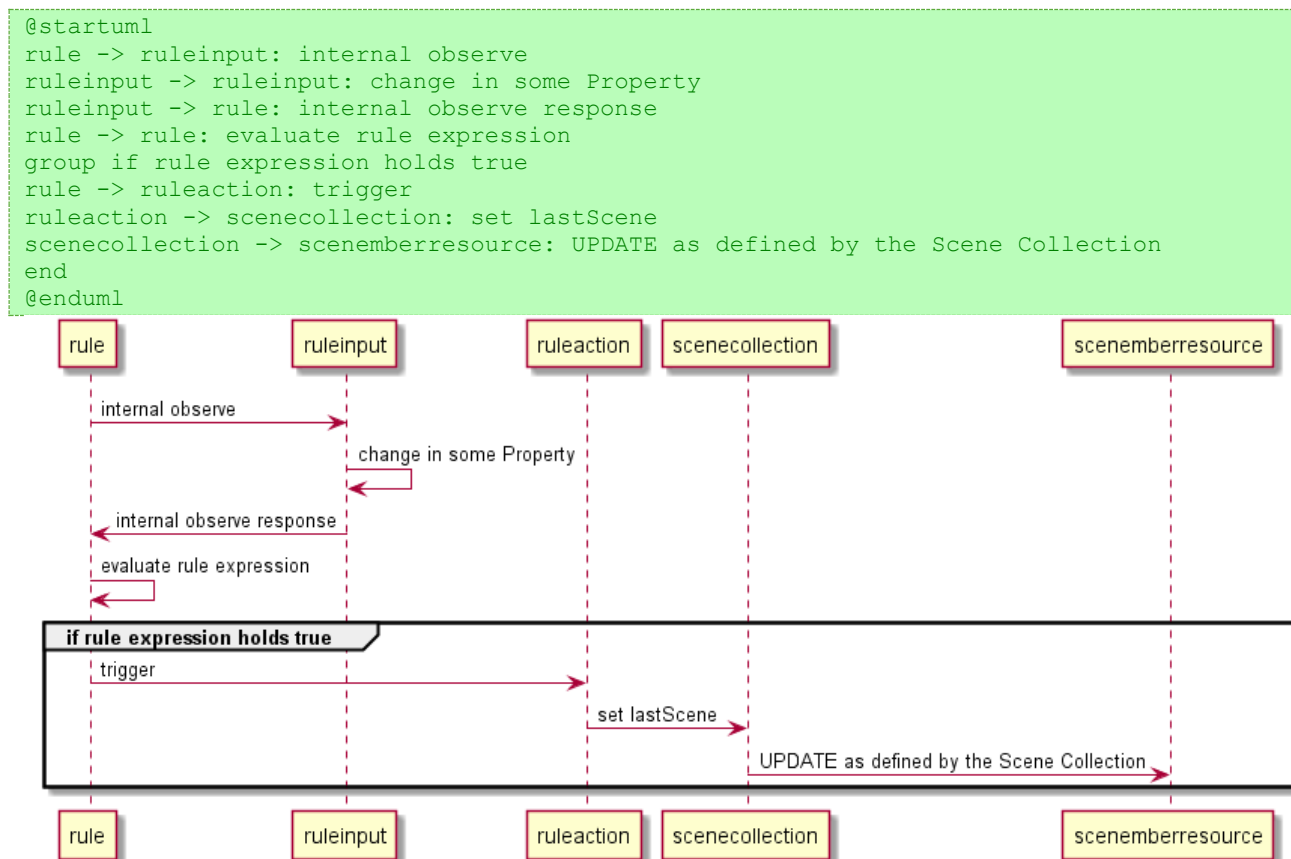 @startuml
rule -> ruleinput: internal observe
ruleinput -> ruleinput: change in some Property
ruleinput -> rule: internal observe response
rule -> rule: evaluate rule expression
group if rule expression holds true
rule -> ruleaction: trigger
ruleaction -> scenecollection: set lastScene
scenecollection -> scenemberresource: UPDATE as defined by the Scene Collection
end
@enduml
rule ruleinput ruleaction scenecollection scenemberresource
internal observe
change in some Property
internal observe response
evaluate rule expression
if rule expression holds true
trigger
set lastScene
UPDATE as defined by the Scene Collection
rule ruleinput ruleaction scenecollection scenemberresource